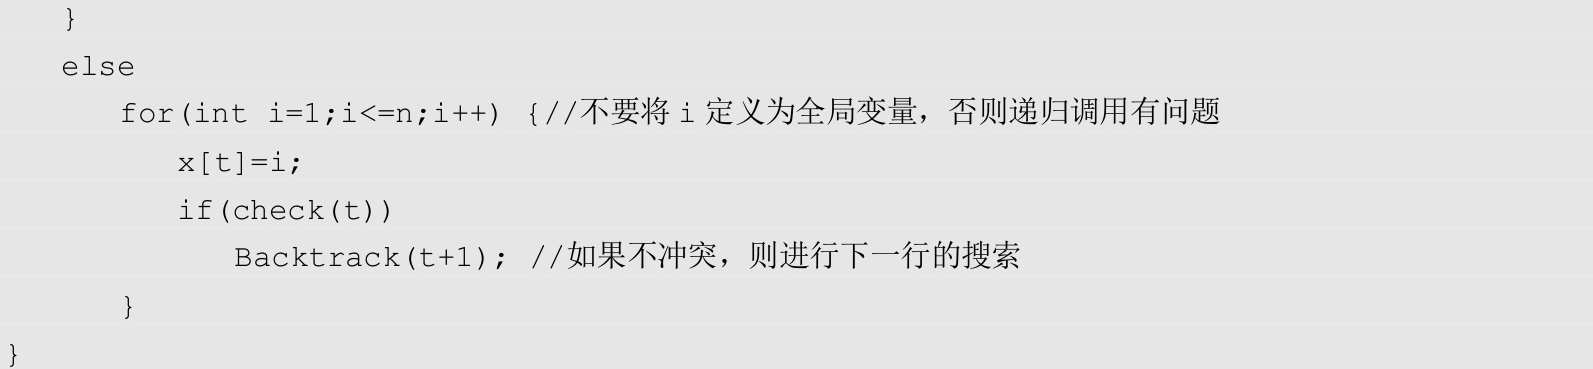 }
else
for(int i=1;i<=n;i++) {//不要将 i 定义为全局变量，否则递归调用有问题
x[t]=i;
if(check(t))
Backtrack(t+1); //如果不冲突，则进行下一行的搜索
}
}